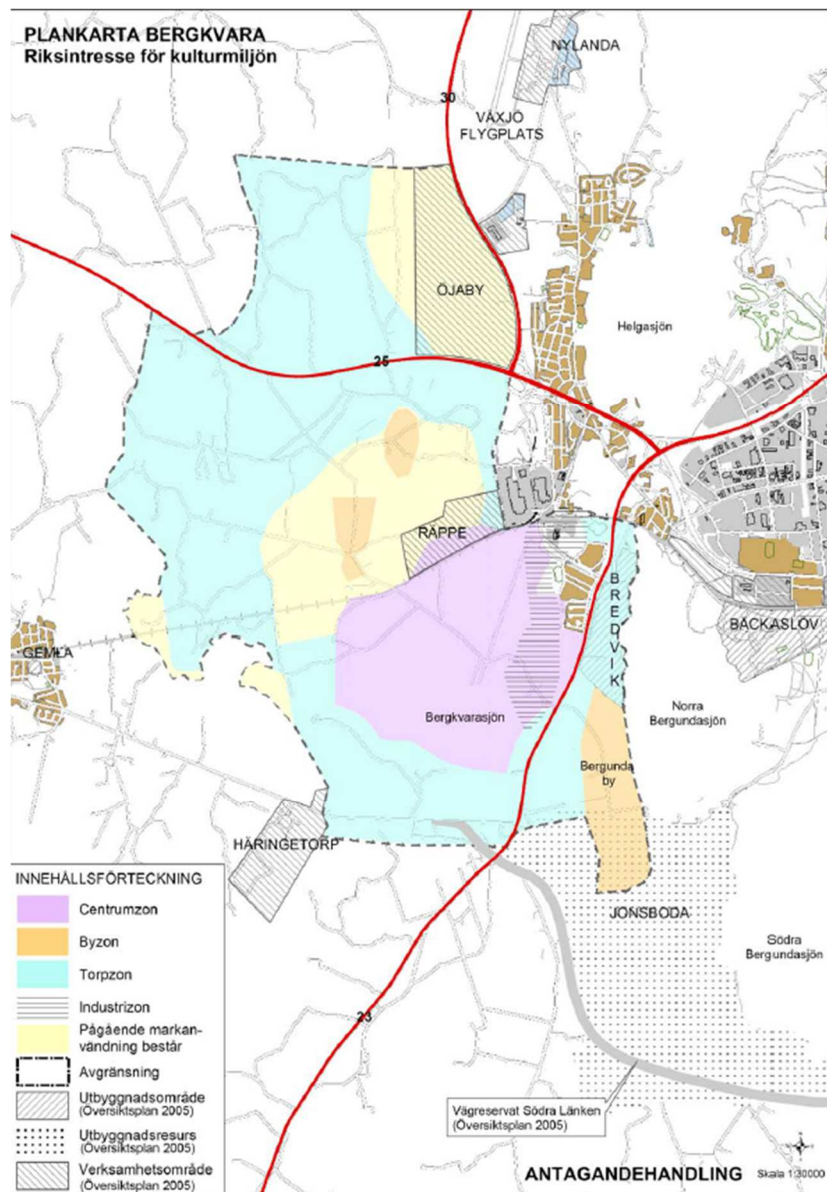 PLANKARTA BERGKVARA
Riksintresse för kulturmiljön
NYLANDA
30
VÄXJÖ
FLYGPLATS
ÖJABY
Helgasjön
25
RÄPPE
BREDVIK
BÄCKASLÖV
GEMLA
Norra
Bergundasjön
Bergkvarasjön
Bergunda
by
HÄRINGETORP
JONSBODA
Södra
Bergundasjön
23
INNEHÅLLSFÖRTECKNING
Centrumzon
Byzon
Torpzon
Industrizon
Pågående markan-
vändning består
Avgränsning
Utbyggnadsområde
(Översiktsplan 2005)
Utbyggnadsresurs
(Översiktsplan 2005)
Verksamhetsområde
(Översiktsplan 2005)
Vägreservat Södra Länken
(Översiktsplan 2005)
ANTAGANDEHANDLING
Skala 1:30000